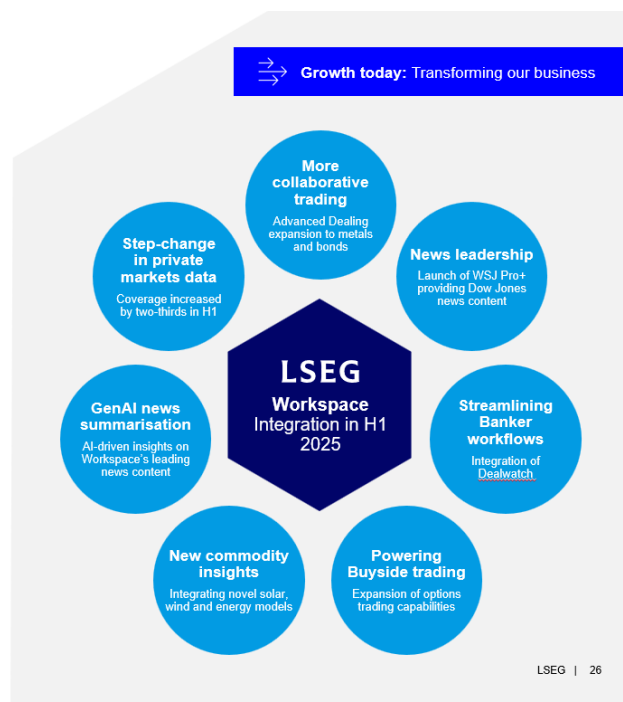 Growth today: Transforming our business
More
collaborative
trading
Advanced Dealing
expansion to metals
and bonds
News leadership
Launch of WSJ Pro+
providing Dow Jones
news content
Streamlining
Banker
workflows
Integration of
Dealwatch
Powering
Buyside trading
Expansion of options
trading capabilities
New commodity
insights
Integrating novel solar,
wind and energy models
GenAI news
summarisation
AI-driven insights on
Workspace's leading
news content
Step-change
in private
markets data
Coverage increased
by two-thirds in H1
LSEG
Workspace
Integration in H1
2025
LSEG | 26